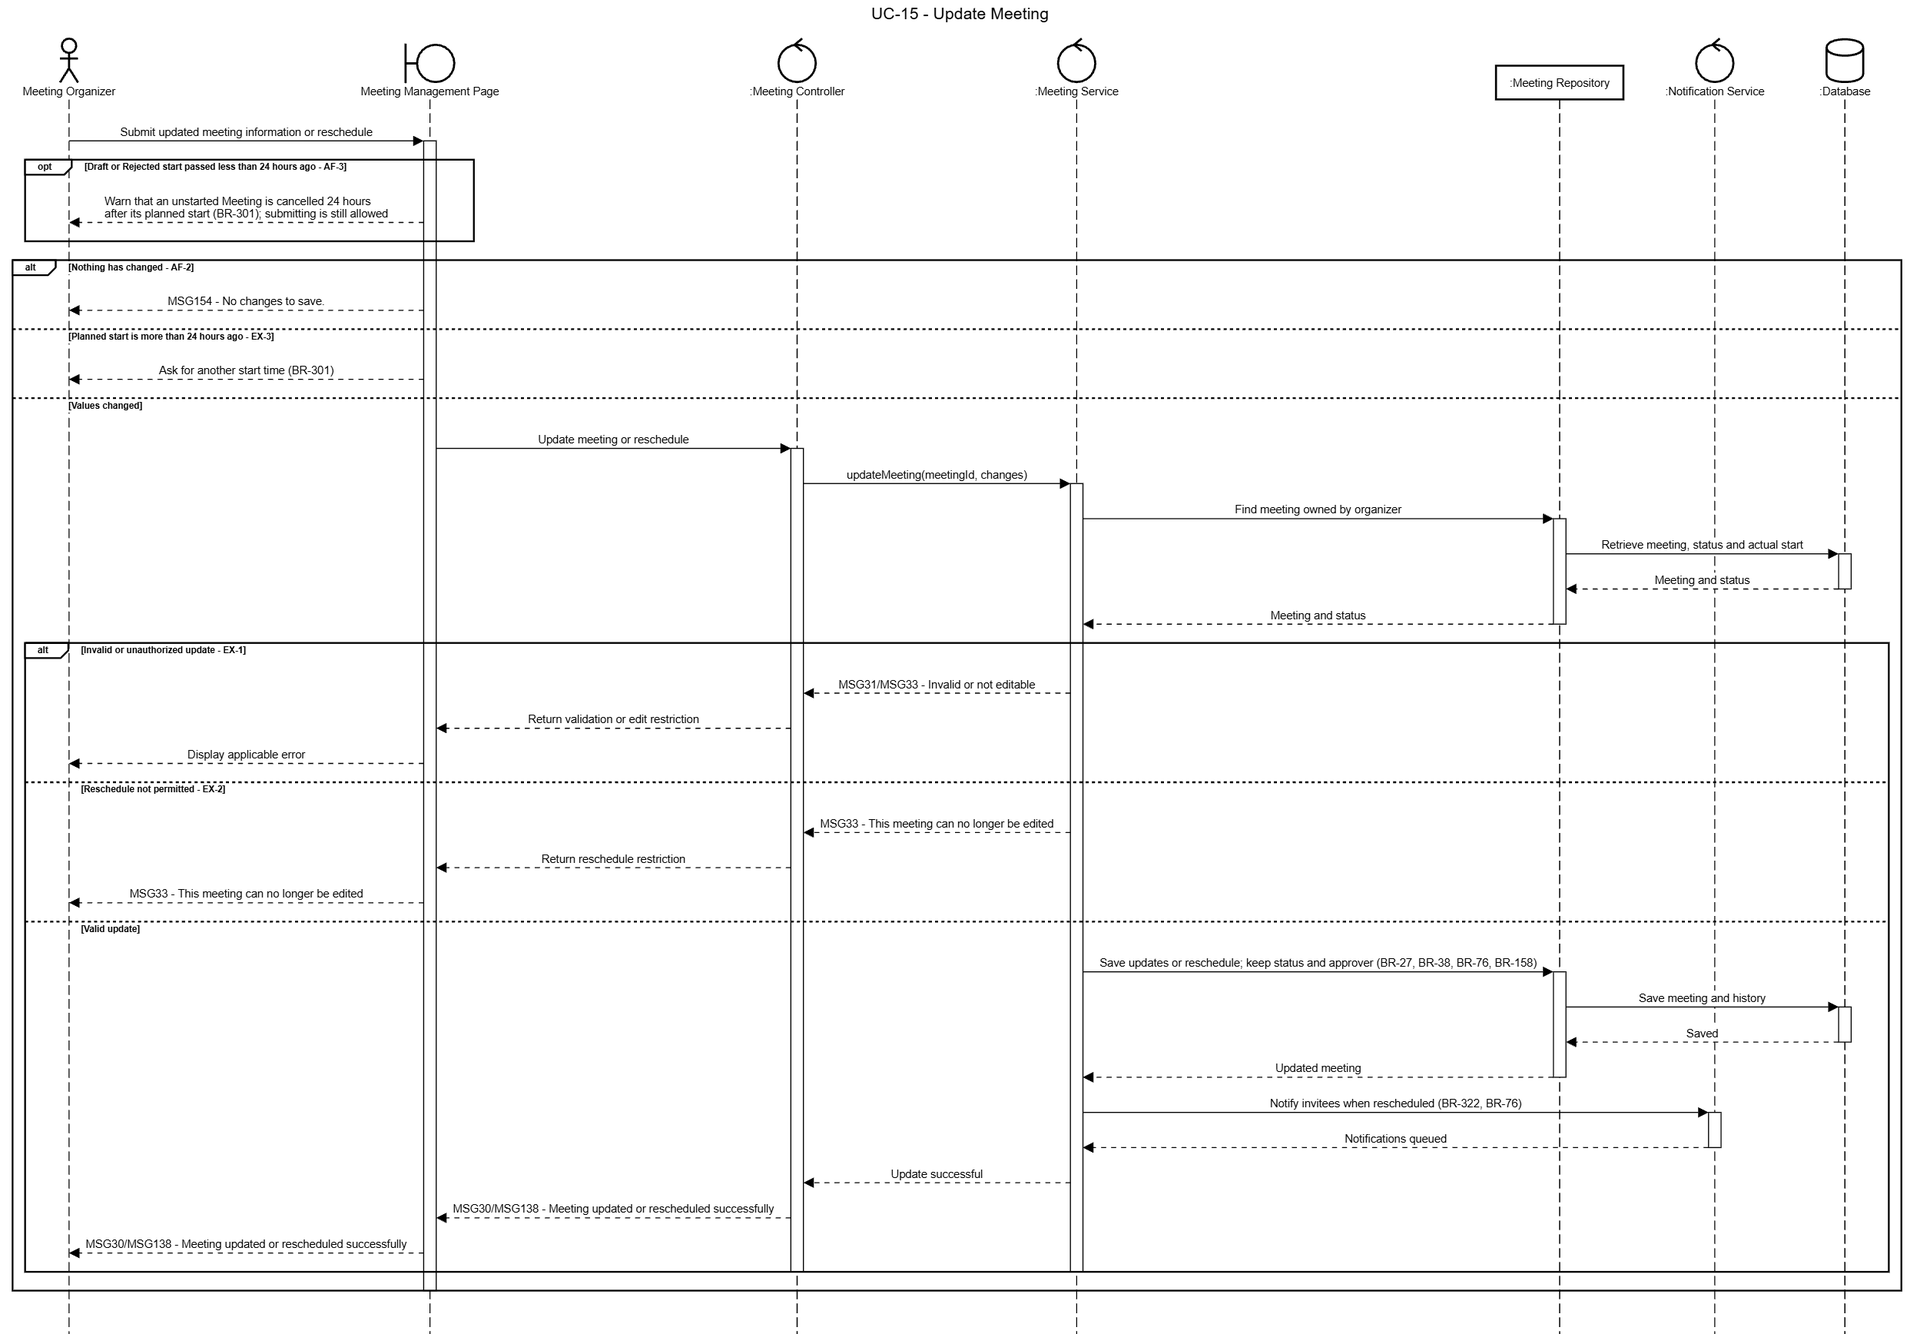 UC-15 - Update Meeting
Meeting Organizer
Meeting Management Page
:Meeting Controller
:Meeting Service
:Meeting Repository
:Notification Service
:Database
Submit updated meeting information or reschedule
opt
[Draft or Rejected start passed less than 24 hours ago - AF-3]
Warn that an unstarted Meeting is cancelled 24 hours
after its planned start (BR-301); submitting is still allowed
alt
[Nothing has changed - AF-2]
MSG154 - No changes to save.
[Planned start is more than 24 hours ago - EX-3]
Ask for another start time (BR-301)
[Values changed]
Update meeting or reschedule
updateMeeting(meetingId, changes)
Find meeting owned by organizer
Retrieve meeting, status and actual start
Meeting and status
Meeting and status
alt
[Invalid or unauthorized update - EX-1]
MSG31/MSG33 - Invalid or not editable
Return validation or edit restriction
Display applicable error
[Reschedule not permitted - EX-2]
MSG33 - This meeting can no longer be edited
Return reschedule restriction
MSG33 - This meeting can no longer be edited
[Valid update]
Save updates or reschedule; keep status and approver (BR-27, BR-38, BR-76, BR-158)
Save meeting and history
Saved
Updated meeting
Notify invitees when rescheduled (BR-322, BR-76)
Notifications queued
Update successful
MSG30/MSG138 - Meeting updated or rescheduled successfully
MSG30/MSG138 - Meeting updated or rescheduled successfully